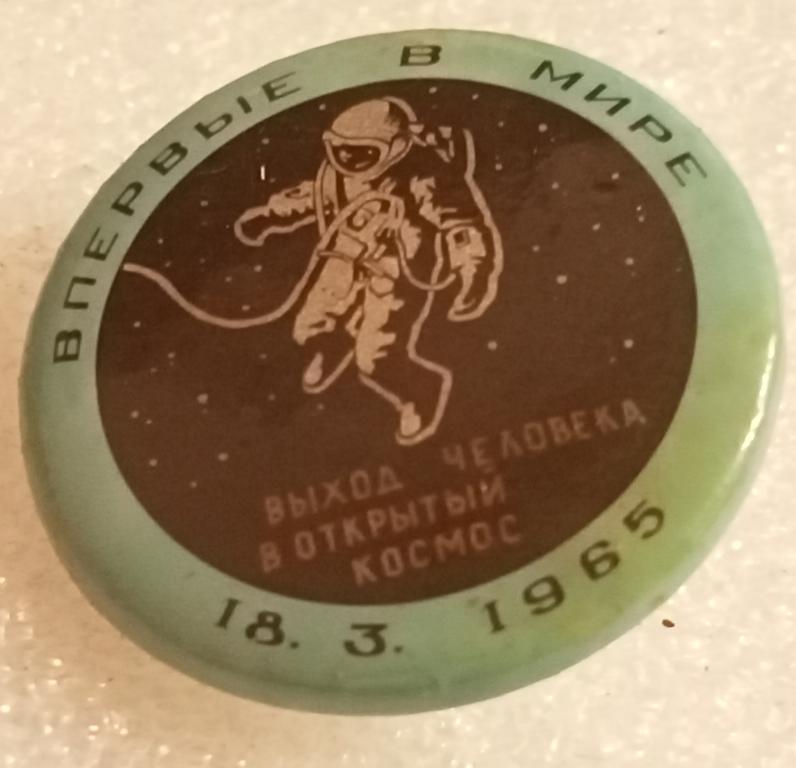 ВПЕРВЫЕ В МИРЕ
ВЫХОД ЧЕЛОВЕКА
В ОТКРЫТЫЙ
КОСМОС
18. 3. 1965